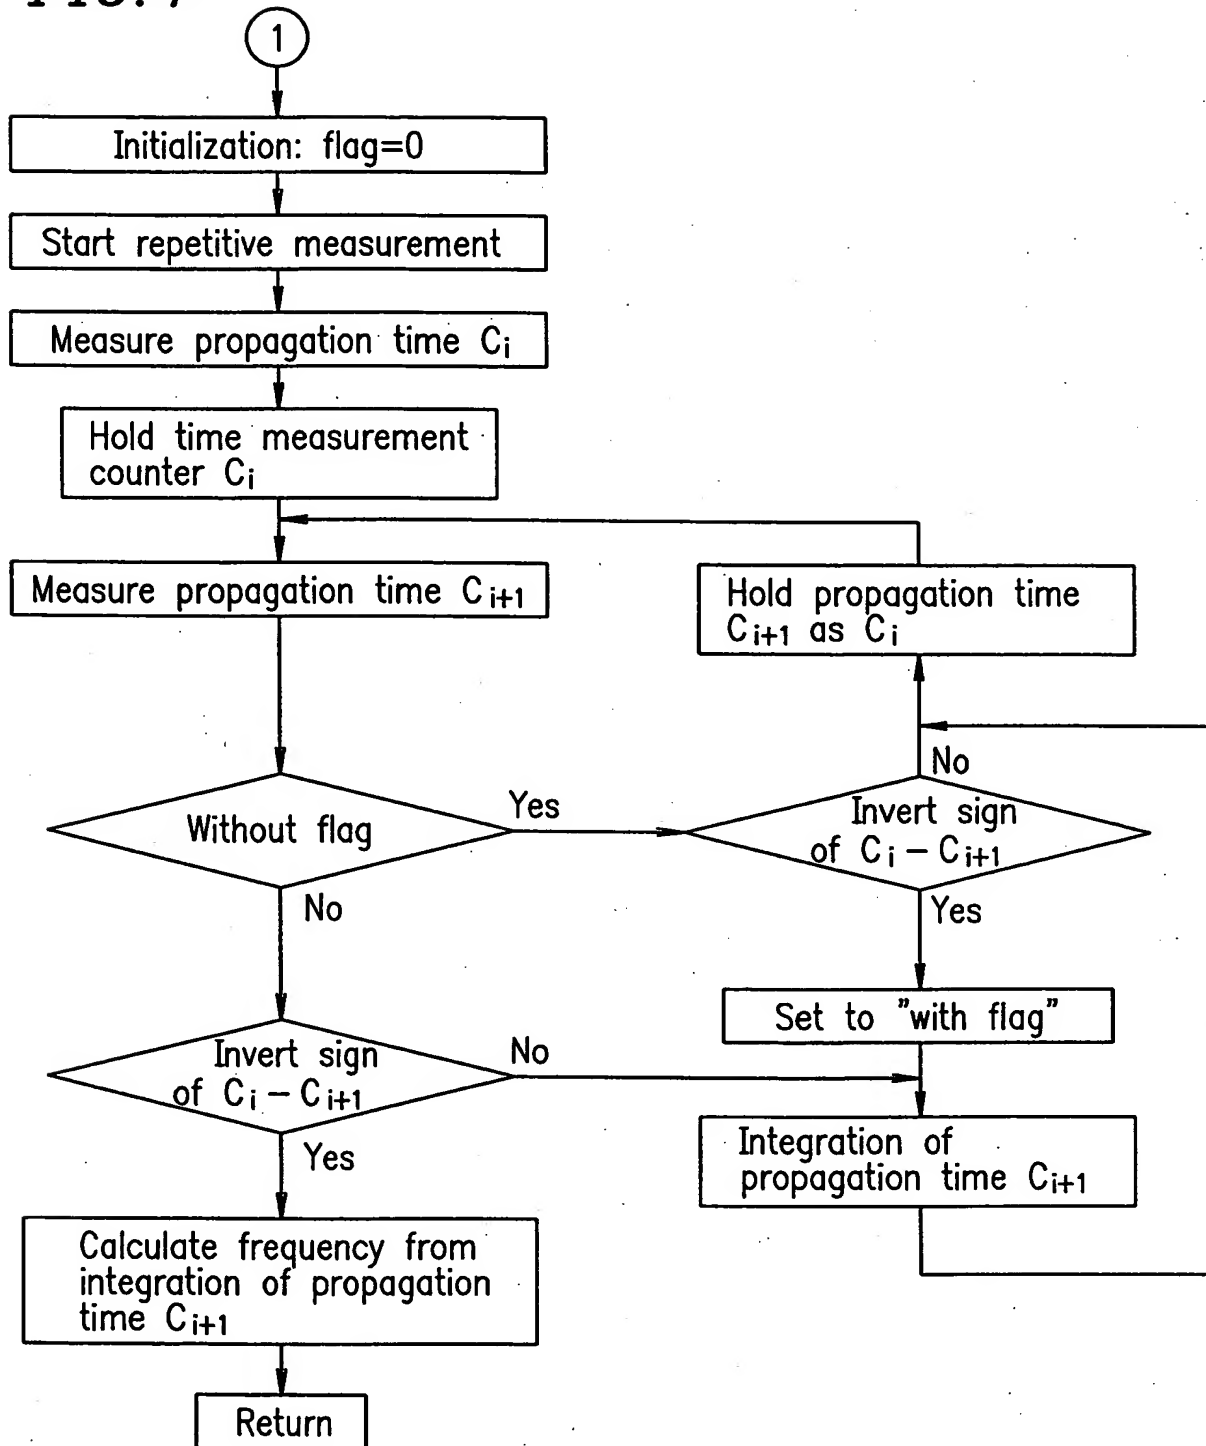 1
Initialization: flag=0
Start repetitive measurement
Measure propagation time Ci
Hold time measurement
counter Ci
Measure propagation time Ci+1
Hold propagation time
Ci+1 as Ci
No
Without flag
Yes
Invert sign
of Ci – Ci+1
No
Yes
Set to "with flag"
Invert sign
of Ci – Ci+1
No
Yes
Integration of
propagation time Ci+1
Calculate frequency from
integration of propagation
time Ci+1
Return